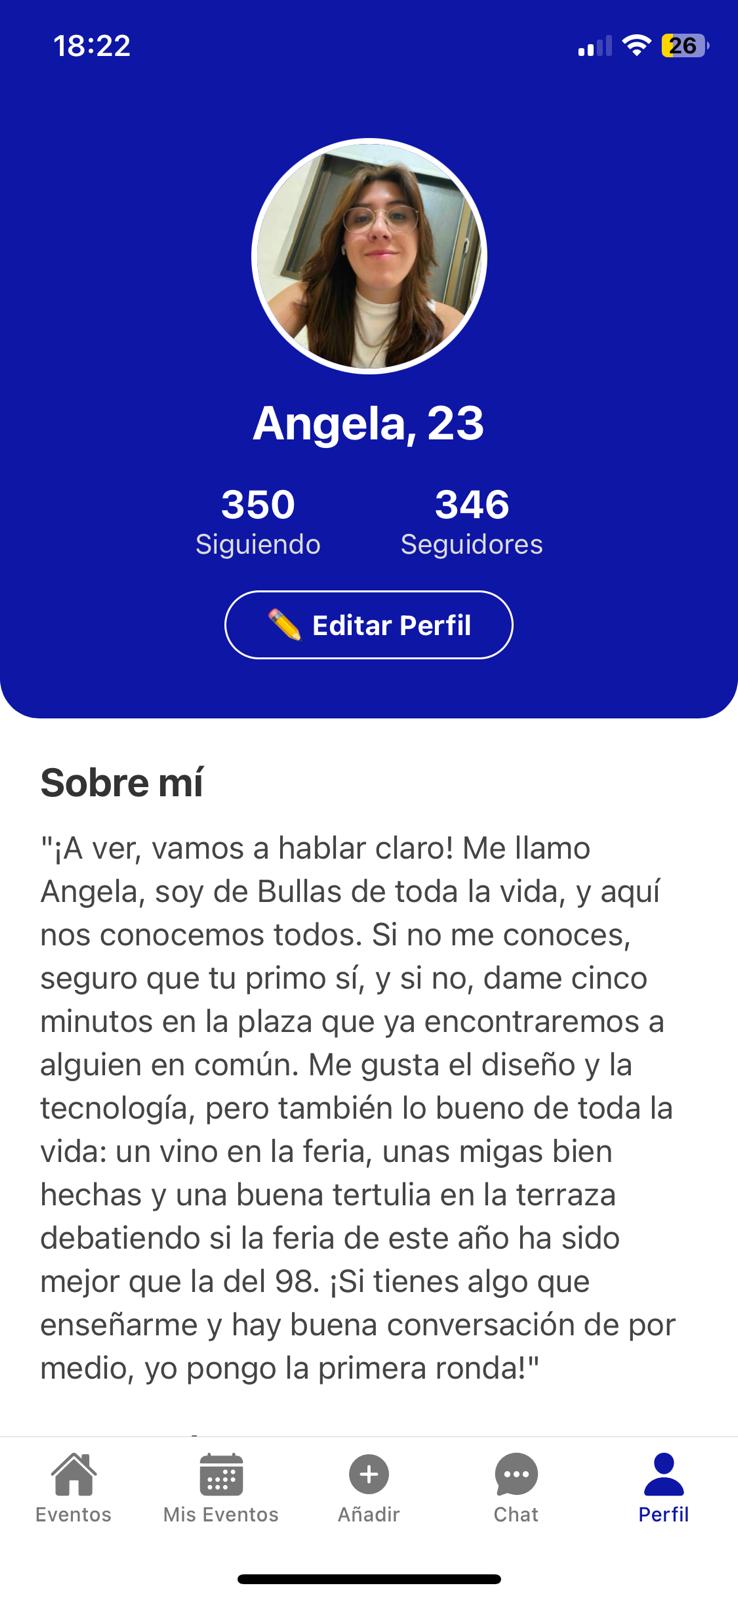 18:22
26
Angela, 23
350 346
Siguiendo Seguidores
Editar Perfil
Sobre mí
"¡A ver, vamos a hablar claro! Me llamo
Angela, soy de Bullas de toda la vida, y aquí
nos conocemos todos. Si no me conoces,
seguro que tu primo sí, y si no, dame cinco
minutos en la plaza que ya encontraremos a
alguien en común. Me gusta el diseño y la
tecnología, pero también lo bueno de toda la
vida: un vino en la feria, unas migas bien
hechas y una buena tertulia en la terraza
debatiendo si la feria de este año ha sido
mejor que la del 98. ¡Si tienes algo que
enseñarme y hay buena conversación de por
medio, yo pongo la primera ronda!"
Eventos Mis Eventos Añadir Chat Perfil